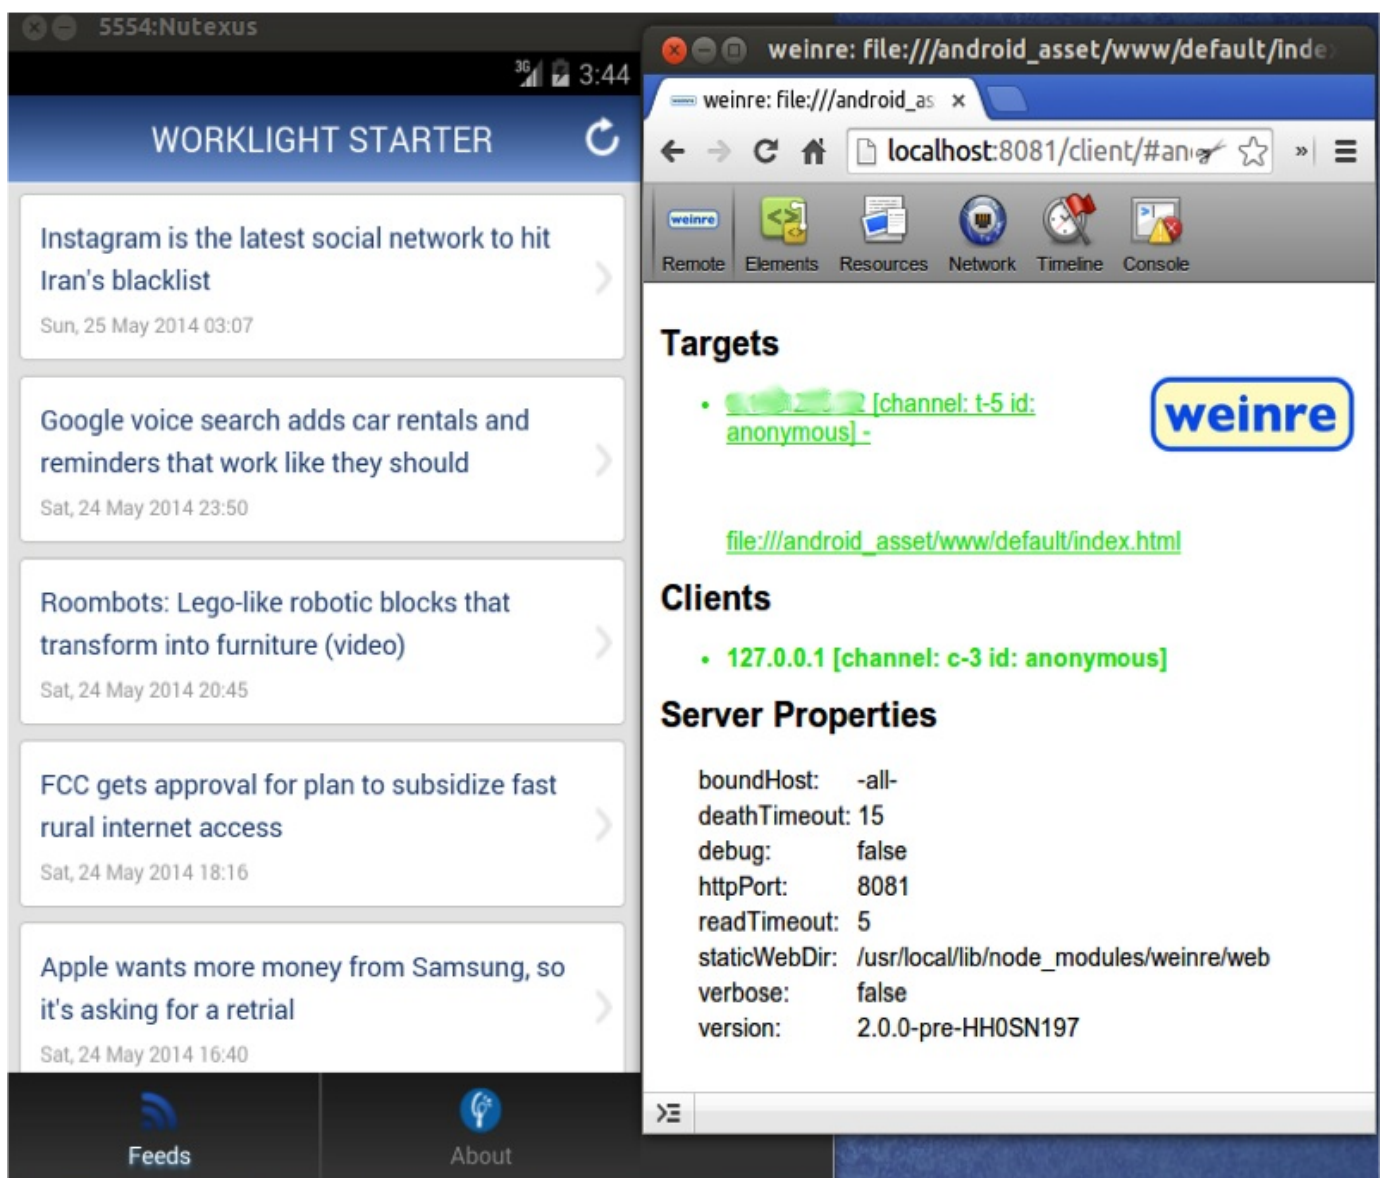 5554:Nutexus
3G
3:44
WORKLIGHT STARTER
Instagram is the latest social network to hit
Iran's blacklist
Sun, 25 May 2014 03:07
Google voice search adds car rentals and
reminders that work like they should
Sat, 24 May 2014 23:50
Roombots: Lego-like robotic blocks that
transform into furniture (video)
Sat, 24 May 2014 20:45
FCC gets approval for plan to subsidize fast
rural internet access
Sat, 24 May 2014 18:16
Apple wants more money from Samsung, so
it's asking for a retrial
Sat, 24 May 2014 16:40
Feeds
About
weinre: file:///android_asset/www/default/inde
weinre: file:///android_as
localhost:8081/client/#an
weinre
Remote Elements Resources Network Timeline Console
Targets
[channel: t-5 id:
anonymous] -
weinre
file:///android_asset/www/default/index.html
Clients
• 127.0.0.1 [channel: c-3 id: anonymous]
Server Properties
boundHost: -all-
deathTimeout: 15
debug: false
httpPort: 8081
readTimeout: 5
staticWebDir: /usr/local/lib/node_modules/weinre/web
verbose: false
version: 2.0.0-pre-HH0SN197